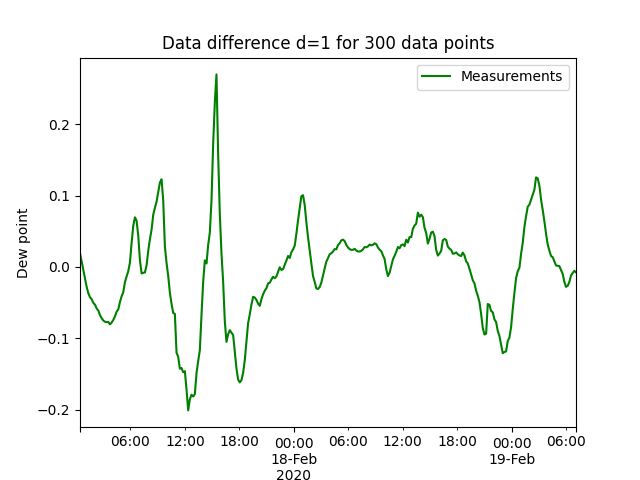 Data difference d=1 for 300 data points
Measurements
Dew point
0.2
0.1
0.0
−0.1
−0.2
06:00 12:00 18:00 00:00 06:00 12:00 18:00 00:00 06:00
18-Feb 19-Feb
2020